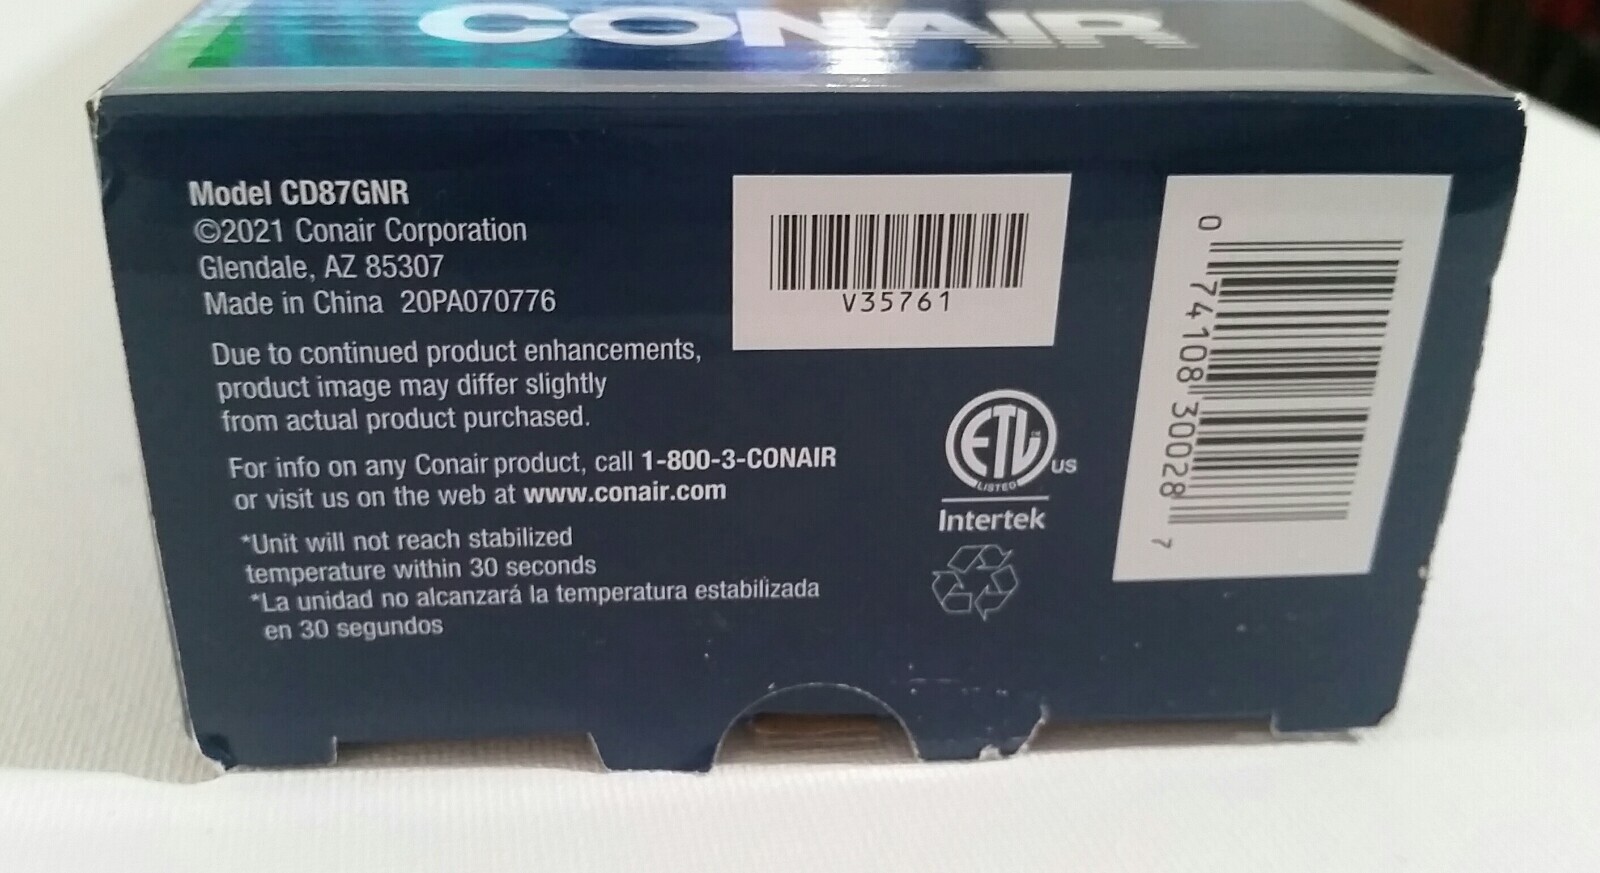 CONAIR
Model CD87GNR
©2021 Conair Corporation
Glendale, AZ 85307
Made in China 20PA070776
Due to continued product enhancements,
product image may differ slightly
from actual product purchased.
For info on any Conair product, call 1-800-3-CONAIR
or visit us on the web at www.conair.com
*Unit will not reach stabilized
temperature within 30 seconds
*La unidad no alcanzará la temperatura estabilizada
en 30 segundos
V35761
ETL
LISTED
US
Intertek
0 74108 30028 7